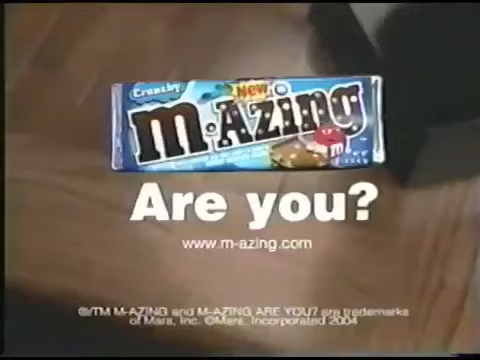 Crunchy
New
m•Azing
Are you?
www.m-azing.com
®/TM M-AZING and M-AZING ARE YOU? are trademarks
of Mars, Inc. ©Mars, Incorporated 2004